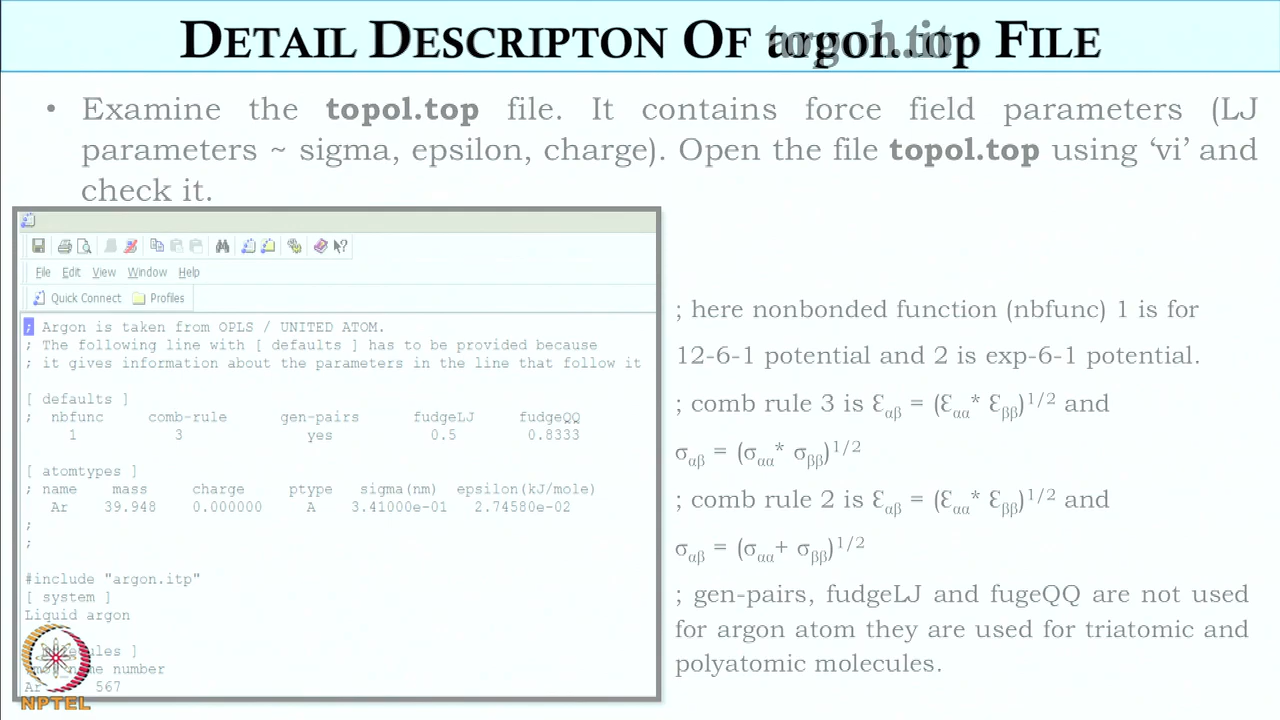 DETAIL DESCRIPTON OF argon.itp FILE
• Examine the topol.top file. It contains force field parameters (LJ
parameters ~ sigma, epsilon, charge). Open the file topol.top using ‘vi’ and
check it.
File Edit View Window Help
Quick Connect Profiles
; Argon is taken from OPLS / UNITED ATOM.
; The following line with [ defaults ] has to be provided because
; it gives information about the parameters in the line that follow it
[ defaults ]
; nbfunc comb-rule gen-pairs fudgeLJ fudgeQQ
1 3 yes 0.5 0.8333
[ atomtypes ]
; name mass charge ptype sigma(nm) epsilon(kJ/mole)
Ar 39.948 0.000000 A 3.41000e-01 2.74580e-02
;
;
#include "argon.itp"
[ system ]
Liquid argon
ules ]
name number
Ar 567
NPTEL
; here nonbonded function (nbfunc) 1 is for
12-6-1 potential and 2 is exp-6-1 potential.
; comb rule 3 is Ɛαβ = (Ɛαα* Ɛββ)1/2 and
σαβ = (σαα* σββ)1/2
; comb rule 2 is Ɛαβ = (Ɛαα* Ɛββ)1/2 and
σαβ = (σαα+ σββ)1/2
; gen-pairs, fudgeLJ and fugeQQ are not used
for argon atom they are used for triatomic and
polyatomic molecules.